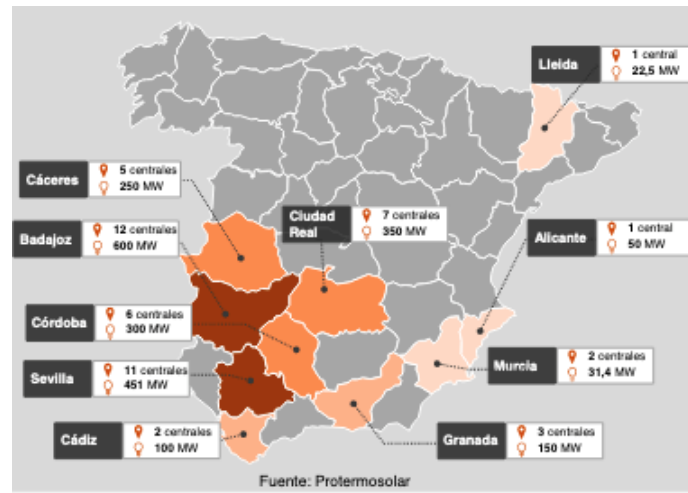 Lleida
1 central
22,5 MW
Cáceres
5 centrales
250 MW
Badajoz
12 centrales
600 MW
Ciudad
Real
7 centrales
350 MW
Alicante
1 central
50 MW
Córdoba
6 centrales
300 MW
Sevilla
11 centrales
451 MW
Murcia
2 centrales
31,4 MW
Cádiz
2 centrales
100 MW
Granada
3 centrales
150 MW
Fuente: Protermosolar